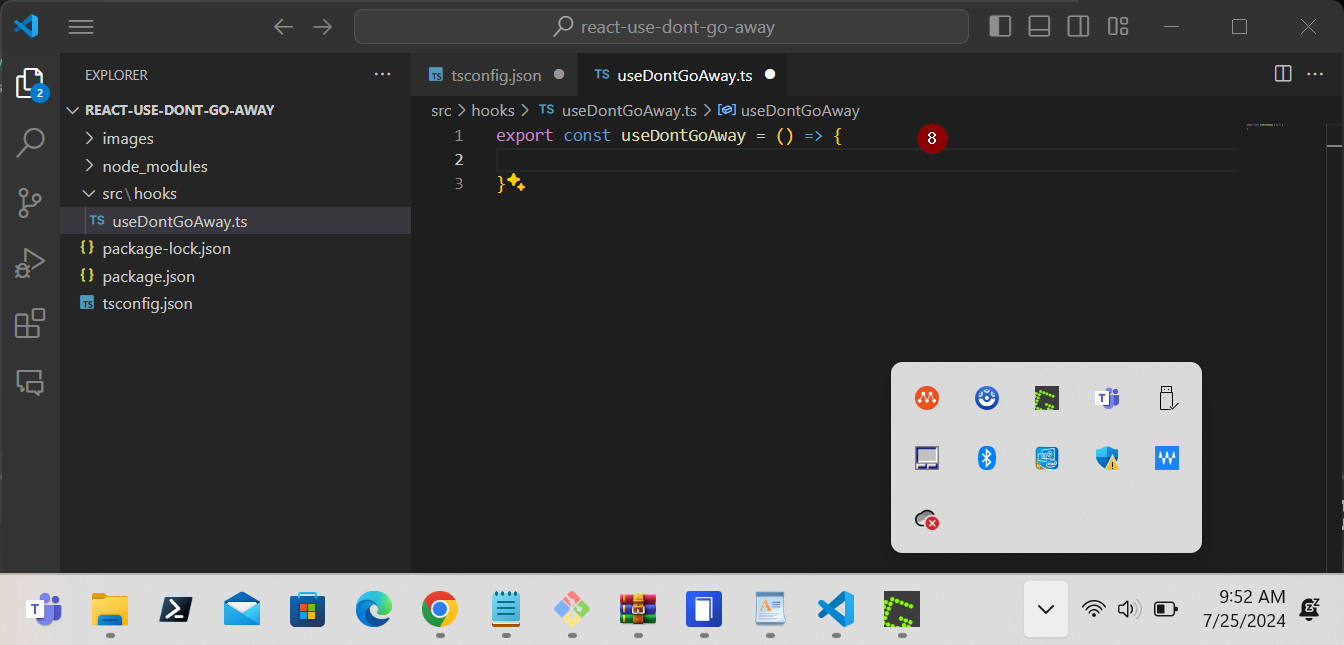 react-use-dont-go-away
2
EXPLORER
REACT-USE-DONT-GO-AWAY
images
node_modules
src\hooks
TS useDontGoAway.ts
{} package-lock.json
{} package.json
TS tsconfig.json
TS tsconfig.json
TS useDontGoAway.ts
src > hooks > TS useDontGoAway.ts > useDontGoAway
1 export const useDontGoAway = () => {
8
2
3 }
T
W
T
9:52 AM
7/25/2024